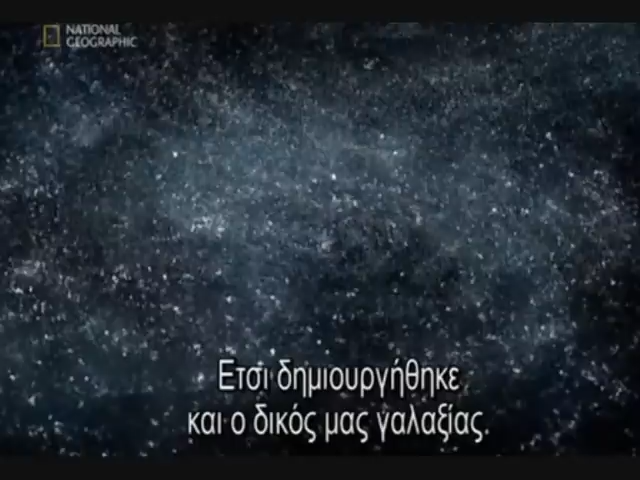 NATIONAL
GEOGRAPHIC
Ετσι δημιουργήθηκε
και ο δικός μας γαλαξίας.